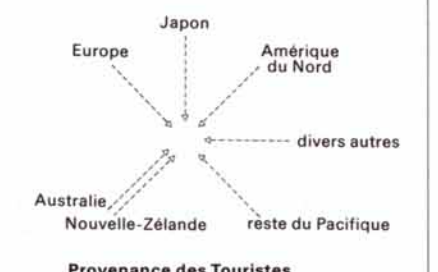 Japon
Europe
Amérique
du Nord
divers autres
Australie
Nouvelle-Zélande
reste du Pacifique
Provenance des Touristes